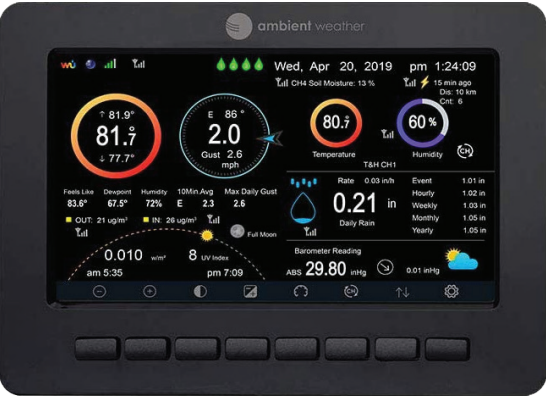 ambient weather
Wed, Apr 20, 2019 pm 1:24:09
CH4 Soil Moisture: 13 %
15 min ago
Dis: 10 km
Cnt: 6
↑ 81.9°
81.7°F
↓ 77.7°
E 86 °
2.0
Gust 2.6
mph
80.7°F
60 %
Temperature
Humidity
CH
T&H CH1
Feels Like Dewpoint Humidity 10Min.Avg Max Daily Gust
83.6° 67.5° 72% E 2.3 2.6
OUT: 21 ug/m³ IN: 26 ug/m³
Full Moon
0.010 w/m² 8 UV Index
am 5:35 pm 7:09
Rate 0.03 in/h
0.21 in
Daily Rain
Event 1.01 in
Hourly 1.02 in
Weekly 1.03 in
Monthly 1.05 in
Yearly 1.05 in
Barometer Reading
ABS 29.80 inHg 0.01 inHg
CH